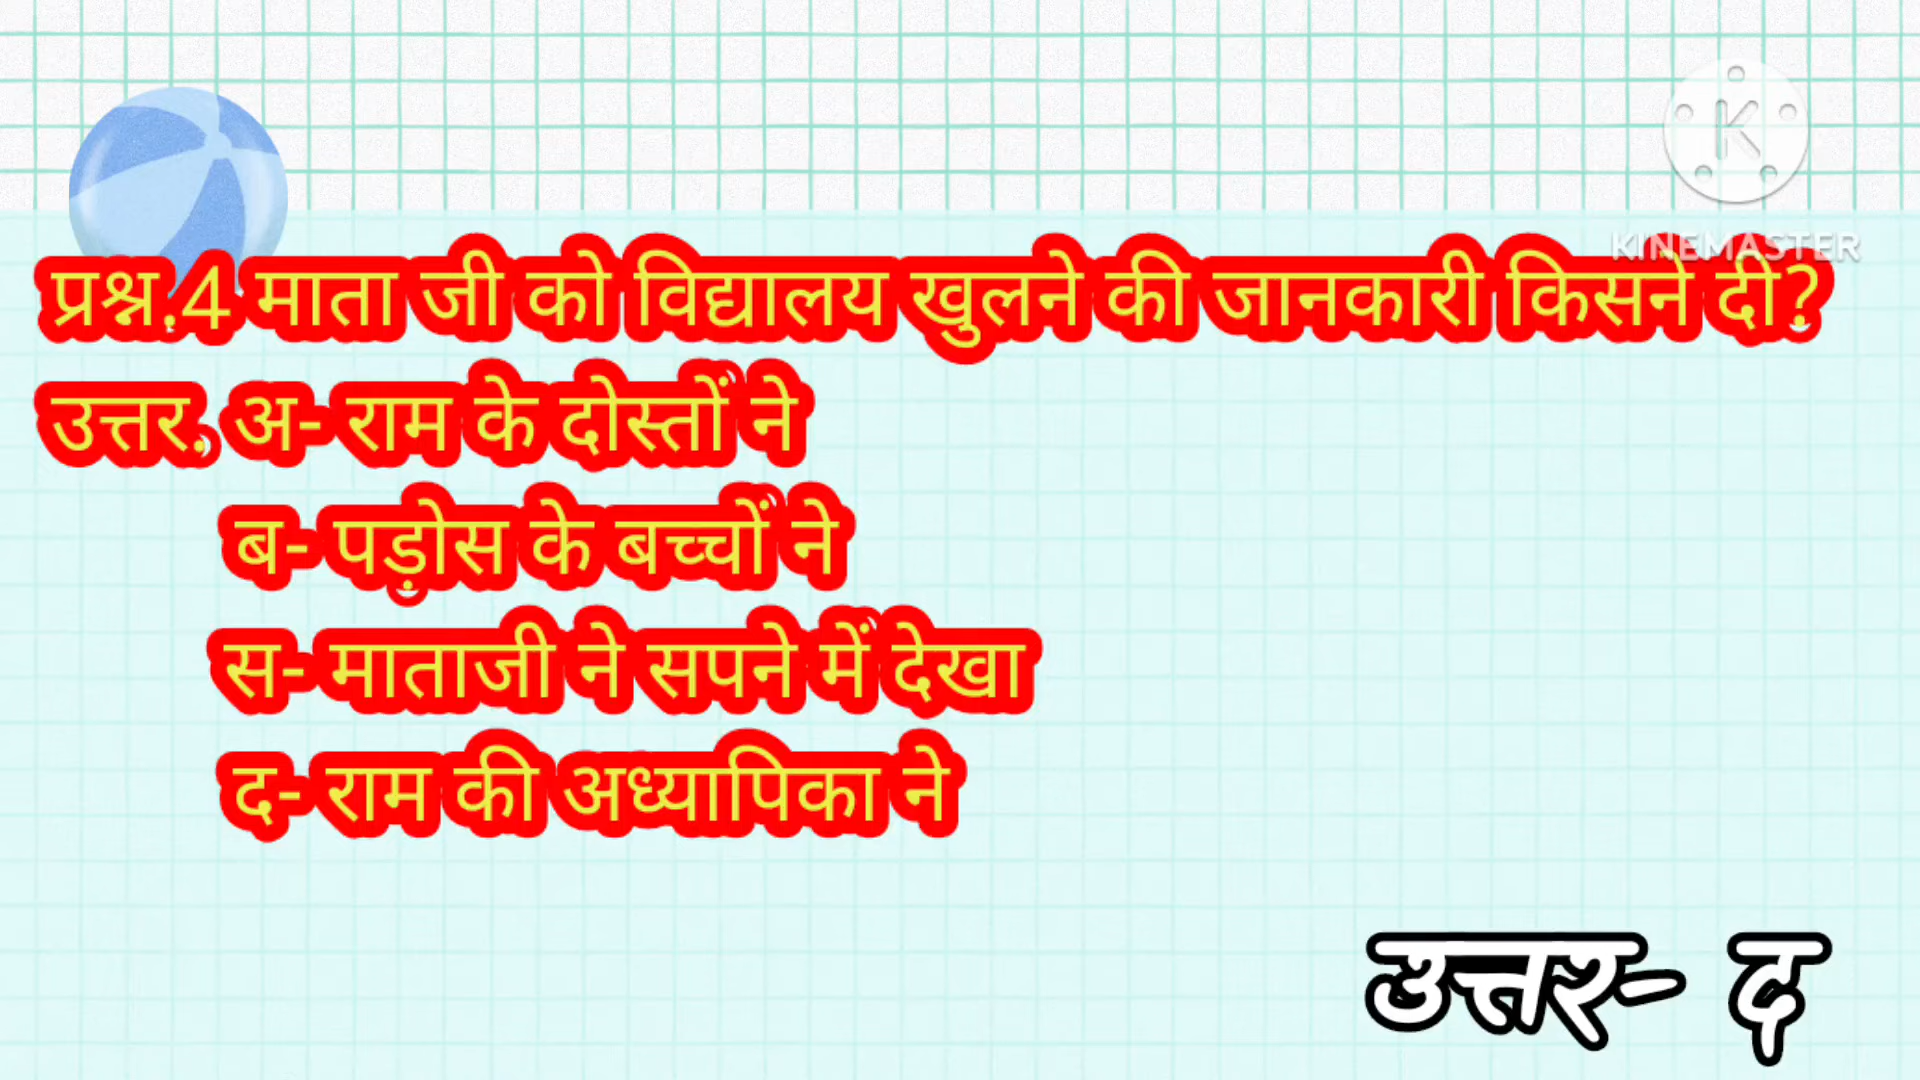 KINEMASTER
प्रश्न.4 माता जी को विद्यालय खुलने की जानकारी किसने दी?
उत्तर. अ- राम के दोस्तों ने
ब- पड़ोस के बच्चों ने
स- माताजी ने सपने में देखा
द- राम की अध्यापिका ने
उत्तर- द